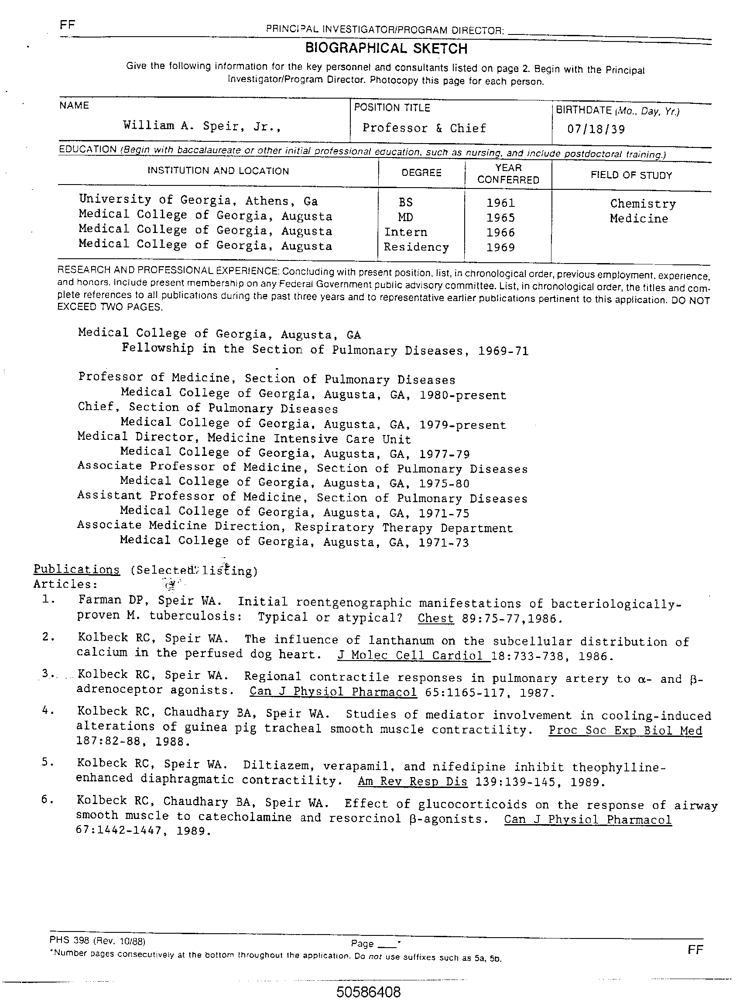 FF
PRINCIPAL INVESTIGATOR/PROGRAM DIRECTOR:
BIOGRAPHICAL SKETCH
Give the following information for the key personnel and consultants listed on page 2. Begin with the Principal
Investigator/Program Director. Photocopy this page for each person.
NAME POSITION TITLE BIRTHDATE (Mo., Day, Yr.)
William A. Speir, Jr., Professor & Chief 07/18/39
EDUCATION (Begin with baccalaureate or other initial professional education, such as nursing, and include postdoctoral training.)
INSTITUTION AND LOCATION DEGREE YEAR CONFERRED FIELD OF STUDY
University of Georgia, Athens, Ga BS 1961 Chemistry
Medical College of Georgia, Augusta MD 1965 Medicine
Medical College of Georgia, Augusta Intern 1966
Medical College of Georgia, Augusta Residency 1969
RESEARCH AND PROFESSIONAL EXPERIENCE: Concluding with present position, list, in chronological order, previous employment, experience,
and honors. Include present membership on any Federal Government public advisory committee. List, in chronological order, the titles and com-
plete references to all publications during the past three years and to representative earlier publications pertinent to this application. DO NOT
EXCEED TWO PAGES.
Medical College of Georgia, Augusta, GA
Fellowship in the Section of Pulmonary Diseases, 1969-71
Professor of Medicine, Section of Pulmonary Diseases
Medical College of Georgia, Augusta, GA, 1980-present
Chief, Section of Pulmonary Diseases
Medical College of Georgia, Augusta, GA, 1979-present
Medical Director, Medicine Intensive Care Unit
Medical College of Georgia, Augusta, GA, 1977-79
Associate Professor of Medicine, Section of Pulmonary Diseases
Medical College of Georgia, Augusta, GA, 1975-80
Assistant Professor of Medicine, Section of Pulmonary Diseases
Medical College of Georgia, Augusta, GA, 1971-75
Associate Medicine Direction, Respiratory Therapy Department
Medical College of Georgia, Augusta, GA, 1971-73
Publications (Selected listing)
Articles:
1. Farman DP, Speir WA. Initial roentgenographic manifestations of bacteriologically-
proven M. tuberculosis: Typical or atypical? Chest 89:75-77,1986.
2. Kolbeck RC, Speir WA. The influence of lanthanum on the subcellular distribution of
calcium in the perfused dog heart. J Molec Cell Cardiol 18:733-738, 1986.
3. Kolbeck RC, Speir WA. Regional contractile responses in pulmonary artery to α- and β-
adrenoceptor agonists. Can J Physiol Pharmacol 65:1165-117, 1987.
4. Kolbeck RC, Chaudhary BA, Speir WA. Studies of mediator involvement in cooling-induced
alterations of guinea pig tracheal smooth muscle contractility. Proc Soc Exp Biol Med
187:82-88, 1988.
5. Kolbeck RC, Speir WA. Diltiazem, verapamil, and nifedipine inhibit theophylline-
enhanced diaphragmatic contractility. Am Rev Resp Dis 139:139-145, 1989.
6. Kolbeck RC, Chaudhary BA, Speir WA. Effect of glucocorticoids on the response of airway
smooth muscle to catecholamine and resorcinol β-agonists. Can J Physiol Pharmacol
67:1442-1447, 1989.
PHS 398 (Rev. 10/88) Page ___*
*Number pages consecutively at the bottom throughout the application. Do not use suffixes such as 5a, 5b.
FF
50586408